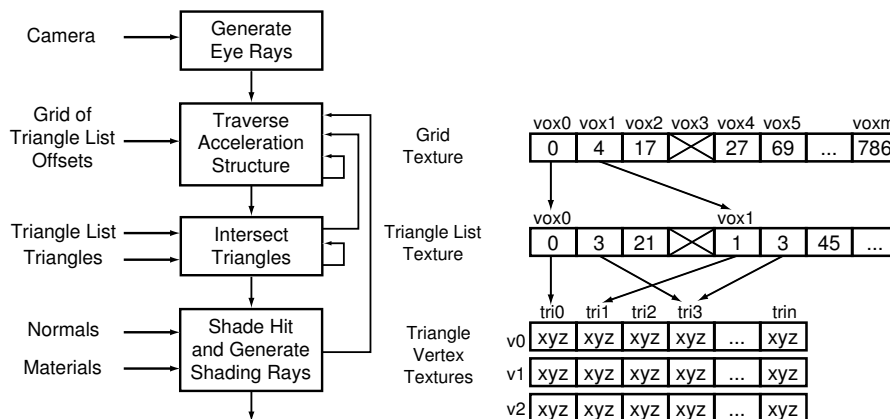 Camera
Generate
Eye Rays
Grid of
Triangle List
Offsets
Traverse
Acceleration
Structure
Triangle List
Triangles
Intersect
Triangles
Normals
Materials
Shade Hit
and Generate
Shading Rays
Grid
Texture
vox0 vox1 vox2 vox3 vox4 vox5 voxm
0 4 17 27 69 ... 786
Triangle List
Texture
vox0 vox1
0 3 21 1 3 45 ...
Triangle
Vertex
Textures
tri0 tri1 tri2 tri3 trin
v0 xyz xyz xyz xyz ... xyz
v1 xyz xyz xyz xyz ... xyz
v2 xyz xyz xyz xyz ... xyz